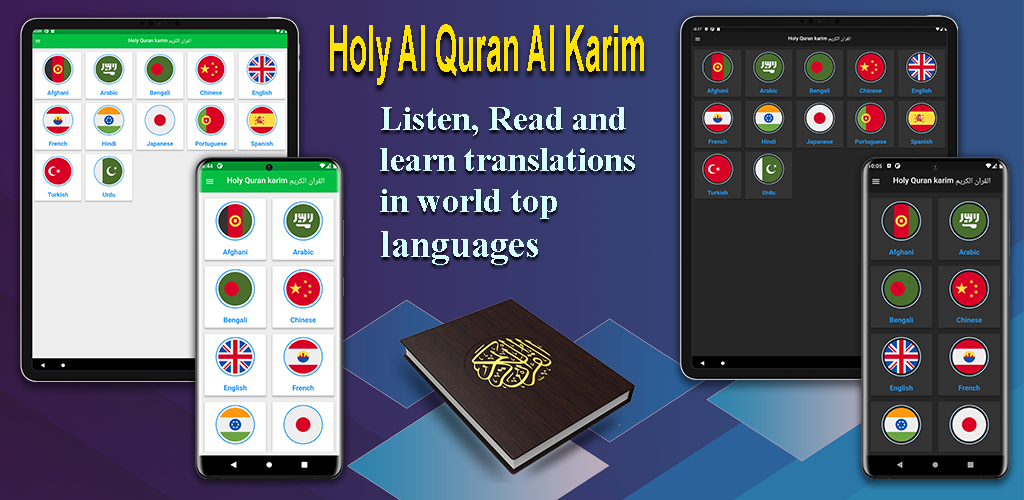 Holy Al Quran Al Karim
Listen, Read and
learn translations
in world top
languages
Holy Quran karim القرآن الكريم
Afghani Arabic Bengali Chinese English
French Hindi Japanese Portuguese Spanish
Turkish Urdu
:44
Holy Quran karim القرآن الكريم
Afghani Arabic
Bengali Chinese
English French
Holy Quran karim القرآن الكريم
Afghani Arabic Bengali Chinese English
French Hindi Japanese Portuguese Spanish
Turkish Urdu
10:05
Holy Quran karim القرآن الكريم
Afghani Arabic
Bengali Chinese
English French